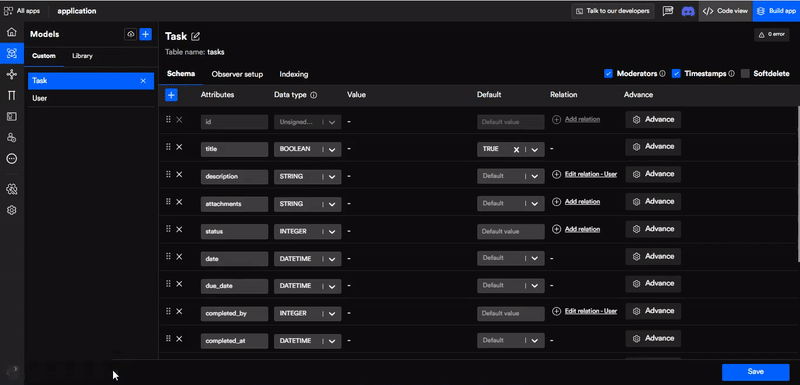 All apps application Talk to our developers Code view Build app
Models
Task
0 error
Table name: tasks
Custom Library
Schema Observer setup Indexing Moderators Timestamps Softdelete
Task
User
Attributes Data type Value Default Relation Advance
id Unsigned... - Default value Add relation Advance
title BOOLEAN - TRUE - Advance
description STRING - Default Edit relation - User Advance
attachments STRING - Default Add relation Advance
status INTEGER - Default value Add relation Advance
date DATETIME - Default - Advance
due_date DATETIME - Default - Advance
completed_by INTEGER - Default value Edit relation - User Advance
completed_at DATETIME - Default - Advance
Save